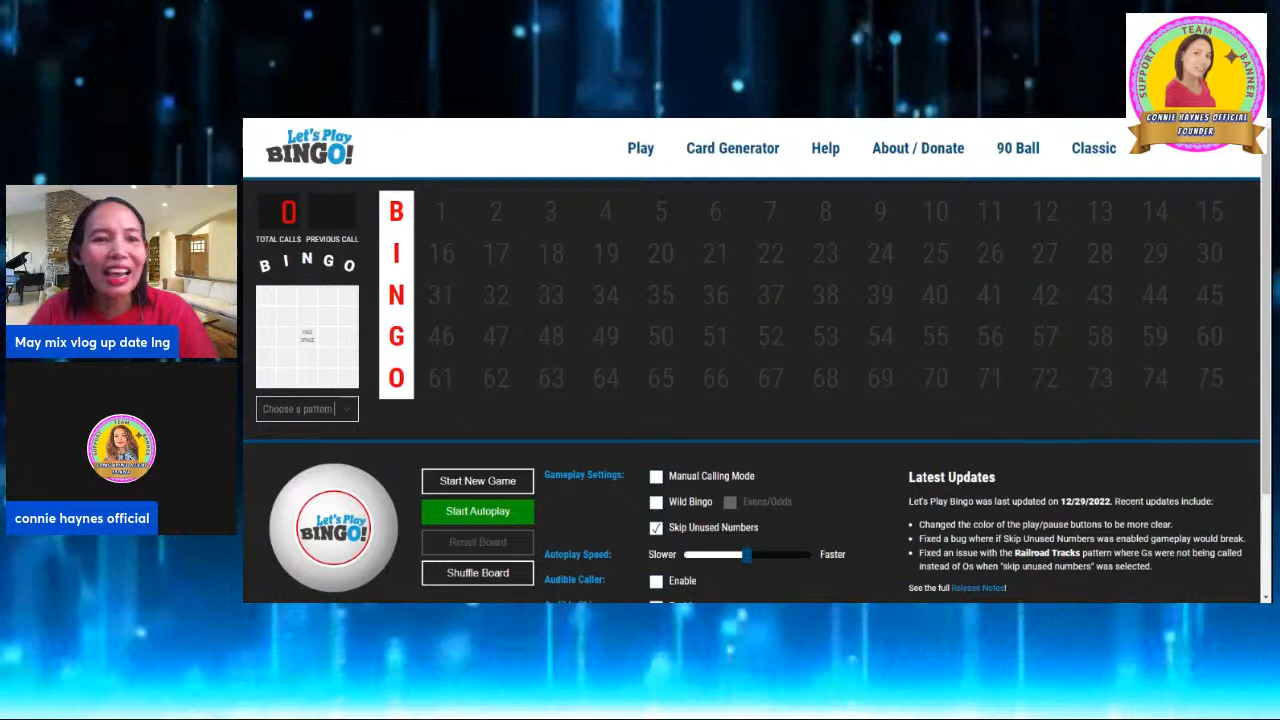 SUPPORT TEAM BANNER
CONNIE HAYNES OFFICIAL
FOUNDER
Let's Play
BINGO!
Play Card Generator Help About / Donate 90 Ball Classic
0
TOTAL CALLS PREVIOUS CALL
B I N G O
FREE
SPACE
Choose a pattern
B 1 2 3 4 5 6 7 8 9 10 11 12 13 14 15
I 16 17 18 19 20 21 22 23 24 25 26 27 28 29 30
N 31 32 33 34 35 36 37 38 39 40 41 42 43 44 45
G 46 47 48 49 50 51 52 53 54 55 56 57 58 59 60
O 61 62 63 64 65 66 67 68 69 70 71 72 73 74 75
May mix vlog up date lng
SUPPORT TEAM BANNER
connie haynes official
Let's Play
BINGO!
Start New Game
Start Autoplay
Reset Board
Shuffle Board
Gameplay Settings:
Manual Calling Mode
Wild Bingo Evens/Odds
Skip Unused Numbers
Autoplay Speed: Slower Faster
Audible Caller: Enable
Latest Updates
Let's Play Bingo was last updated on 12/29/2022. Recent updates include:
Changed the color of the play/pause buttons to be more clear.
Fixed a bug where if Skip Unused Numbers was enabled gameplay would break.
Fixed an issue with the Railroad Tracks pattern where Gs were not being called
instead of Os when "skip unused numbers" was selected.
See the full Release Notes!